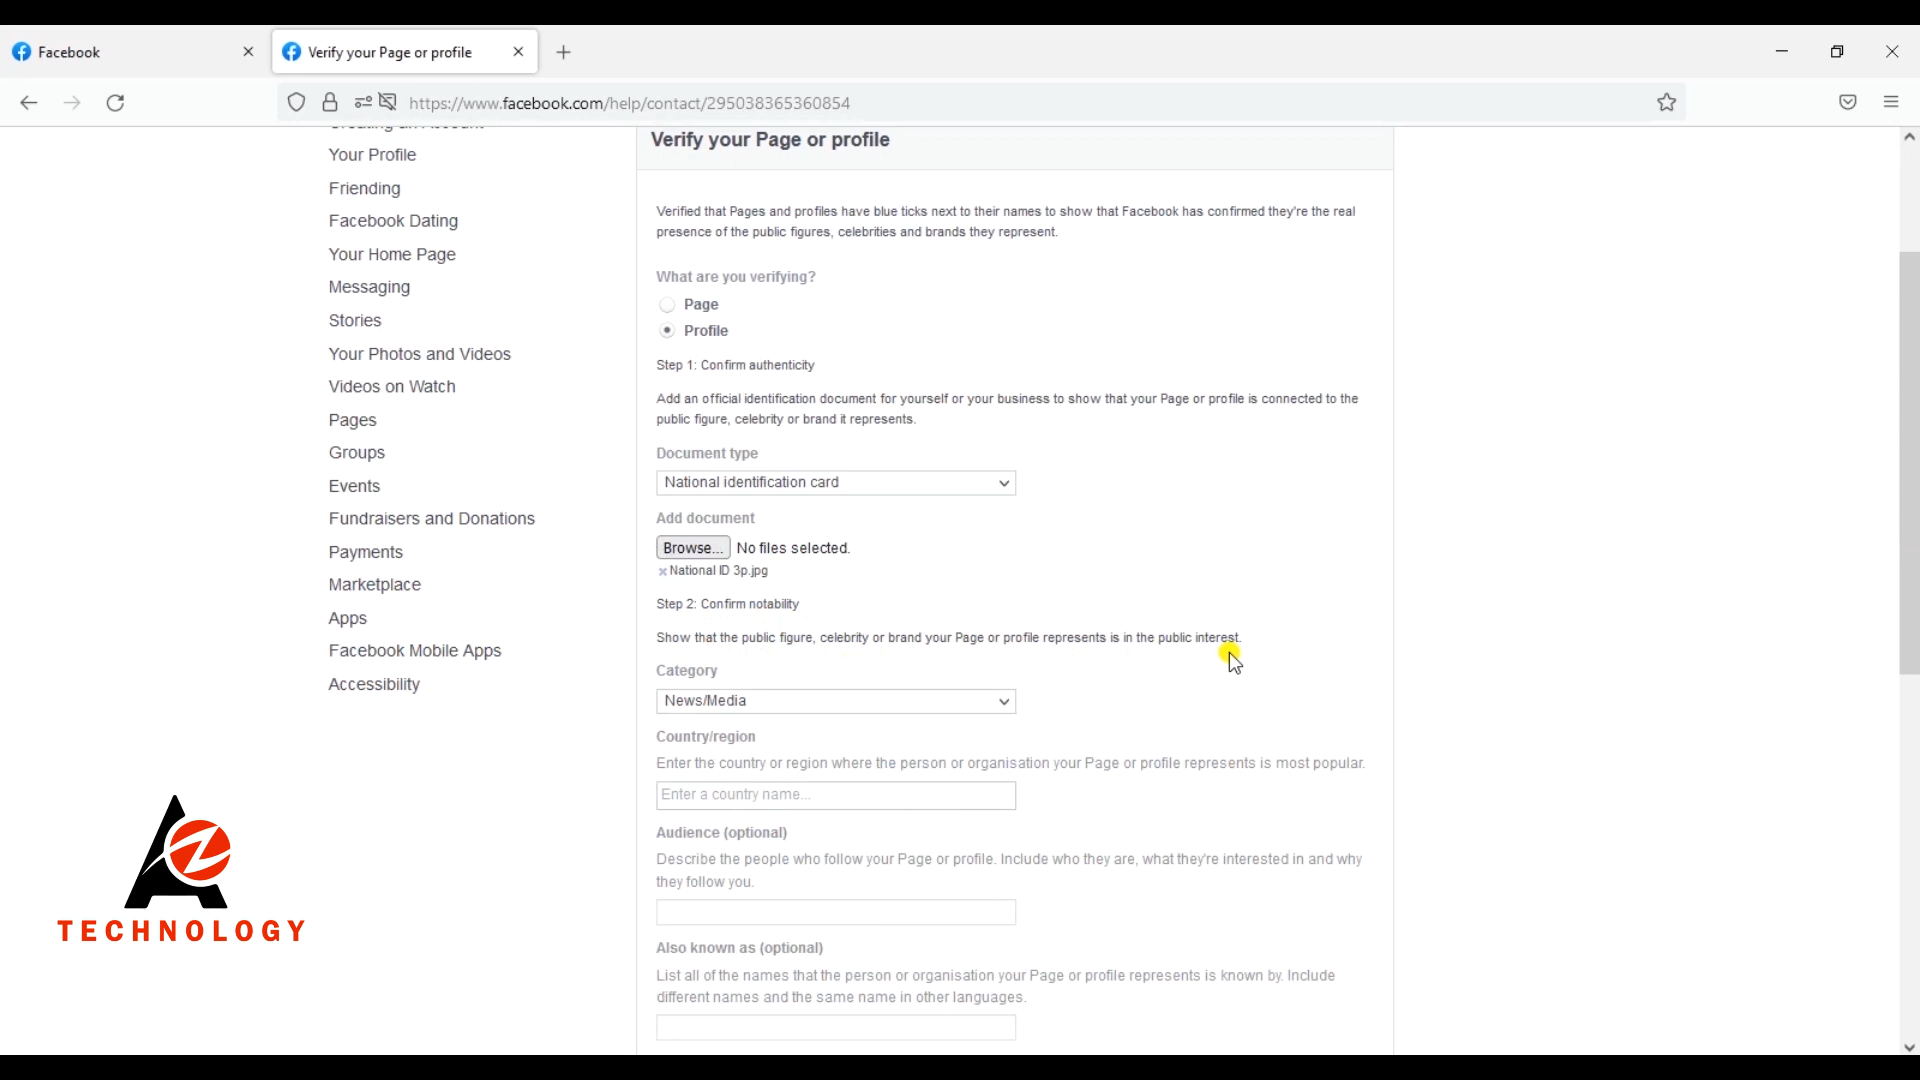 Facebook
Verify your Page or profile
https://www.facebook.com/help/contact/295038365360854
Creating an Account
Your Profile
Friending
Facebook Dating
Your Home Page
Messaging
Stories
Your Photos and Videos
Videos on Watch
Pages
Groups
Events
Fundraisers and Donations
Payments
Marketplace
Apps
Facebook Mobile Apps
Accessibility
Verify your Page or profile
Verified that Pages and profiles have blue ticks next to their names to show that Facebook has confirmed they're the real
presence of the public figures, celebrities and brands they represent.
What are you verifying?
Page
Profile
Step 1: Confirm authenticity
Add an official identification document for yourself or your business to show that your Page or profile is connected to the
public figure, celebrity or brand it represents.
Document type
National identification card
Add document
Browse... No files selected.
National ID 3p.jpg
Step 2: Confirm notability
Show that the public figure, celebrity or brand your Page or profile represents is in the public interest.
Category
News/Media
Country/region
Enter the country or region where the person or organisation your Page or profile represents is most popular.
Enter a country name...
Audience (optional)
Describe the people who follow your Page or profile. Include who they are, what they're interested in and why
they follow you.
Also known as (optional)
List all of the names that the person or organisation your Page or profile represents is known by. Include
different names and the same name in other languages.
AZ
TECHNOLOGY